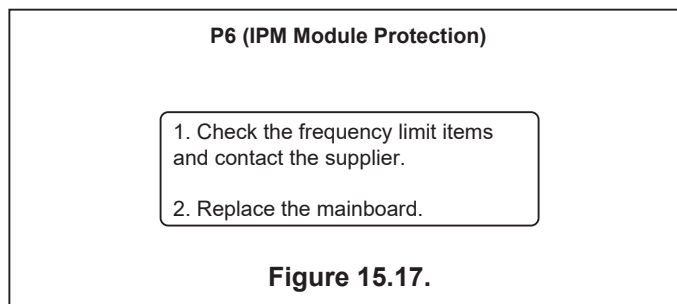 P6 (IPM Module Protection)
1. Check the frequency limit items
and contact the supplier.
2. Replace the mainboard.
Figure 15.17.